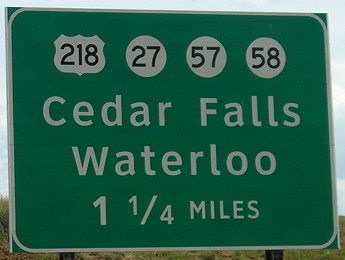 218 27 57 58
Cedar Falls
Waterloo
1 1/4 MILES